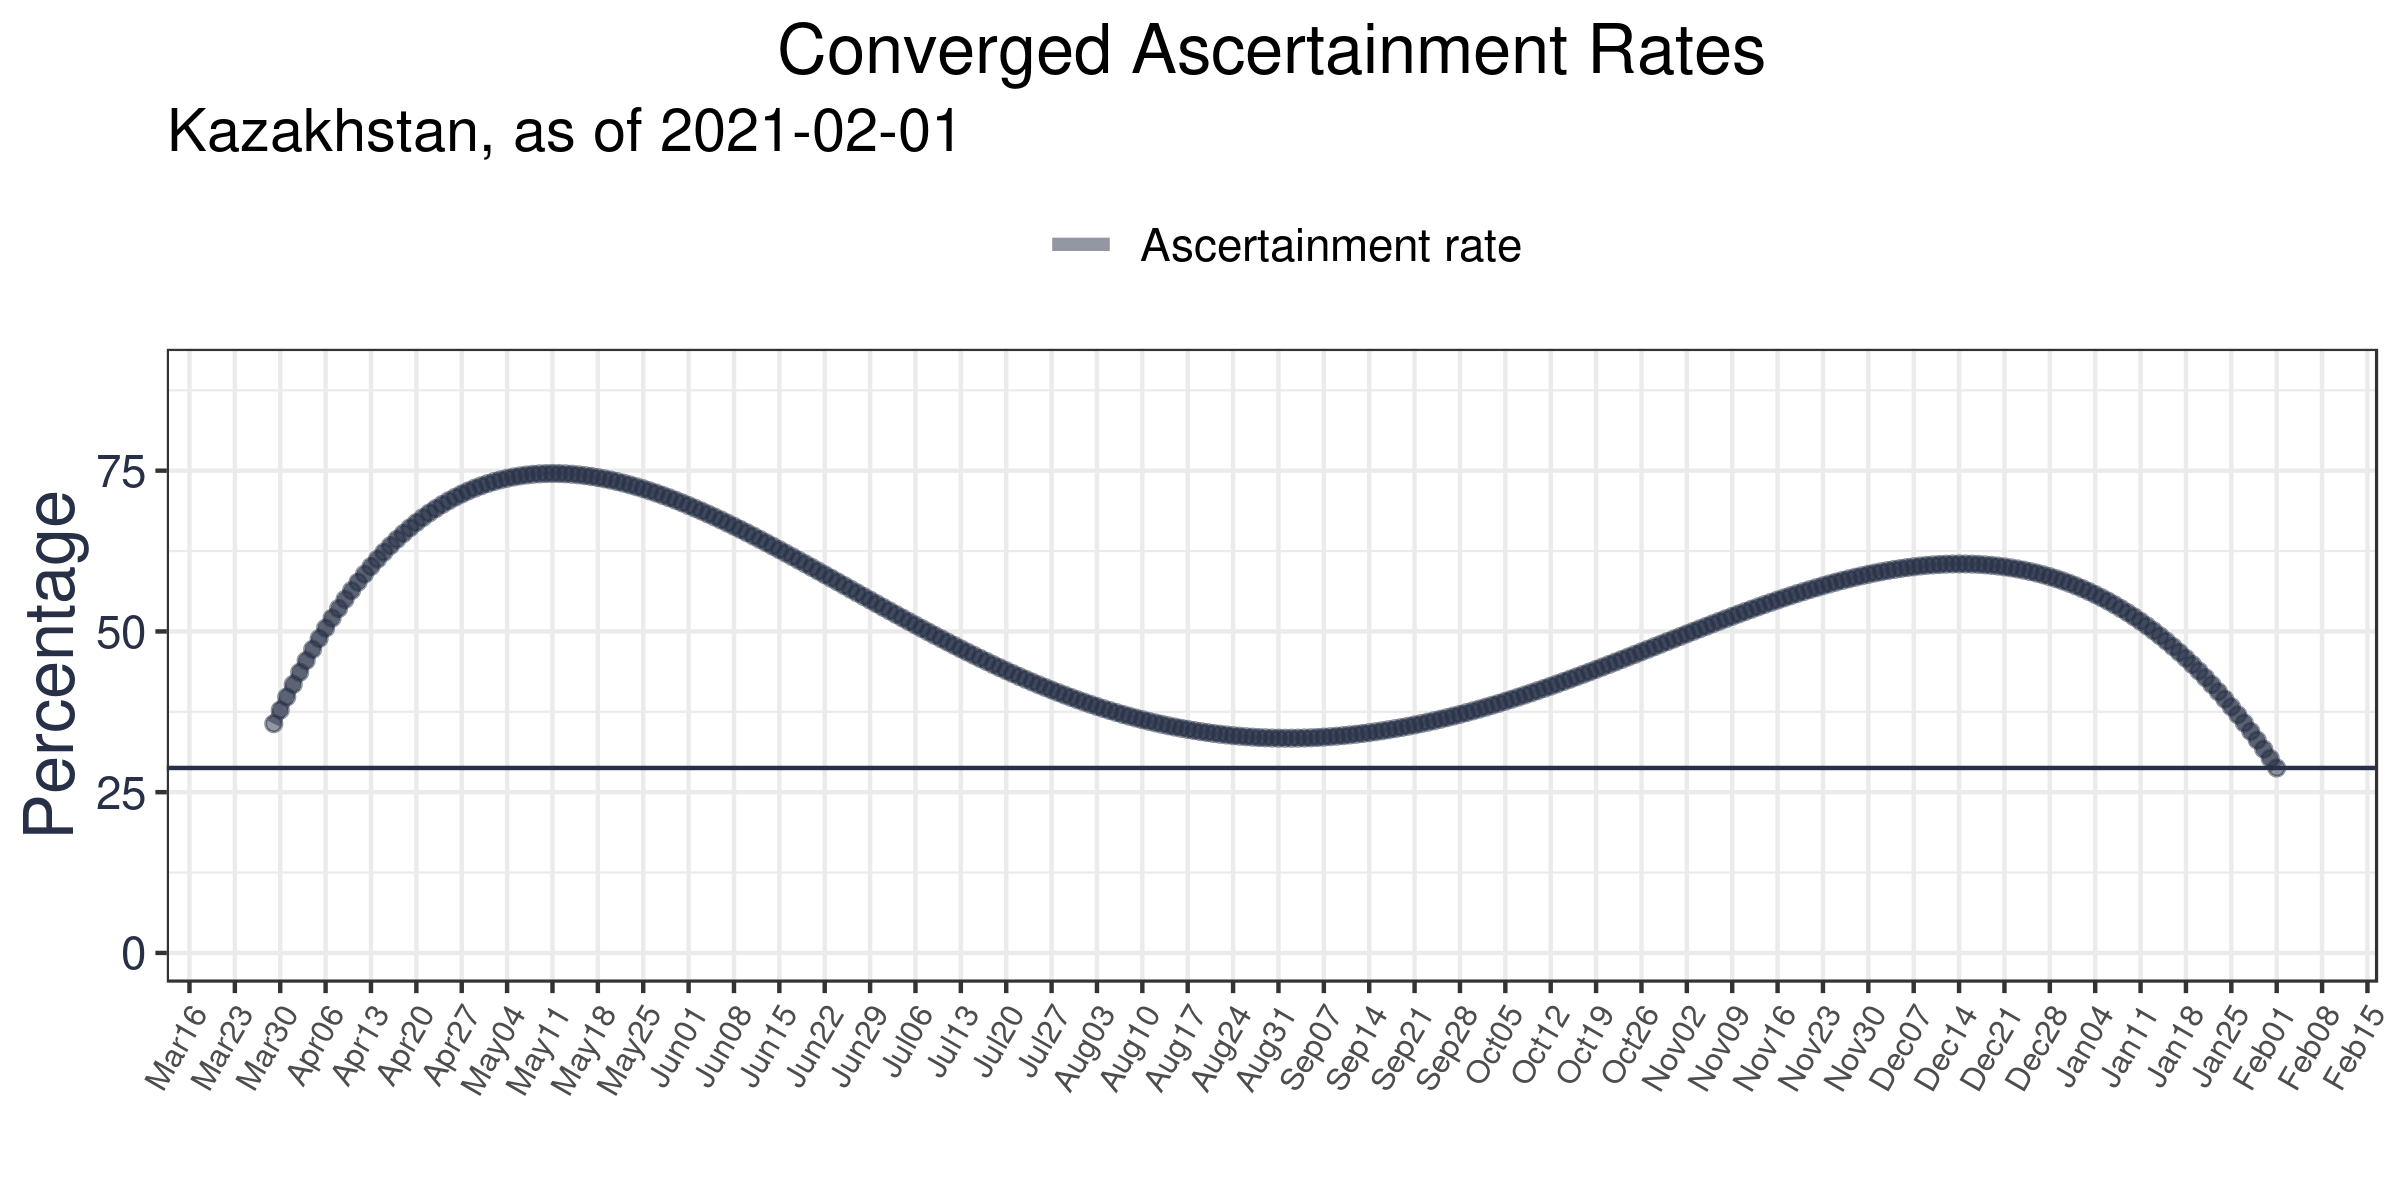 Converged Ascertainment Rates
Kazakhstan, as of 2021-02-01
Ascertainment rate
Percentage
75
50
25
0
Mar16
Mar23
Mar30
Apr06
Apr13
Apr20
Apr27
May04
May11
May18
May25
Jun01
Jun08
Jun15
Jun22
Jun29
Jul06
Jul13
Jul20
Jul27
Aug03
Aug10
Aug17
Aug24
Aug31
Sep07
Sep14
Sep21
Sep28
Oct05
Oct12
Oct19
Oct26
Nov02
Nov09
Nov16
Nov23
Nov30
Dec07
Dec14
Dec21
Dec28
Jan04
Jan11
Jan18
Jan25
Feb01
Feb08
Feb15